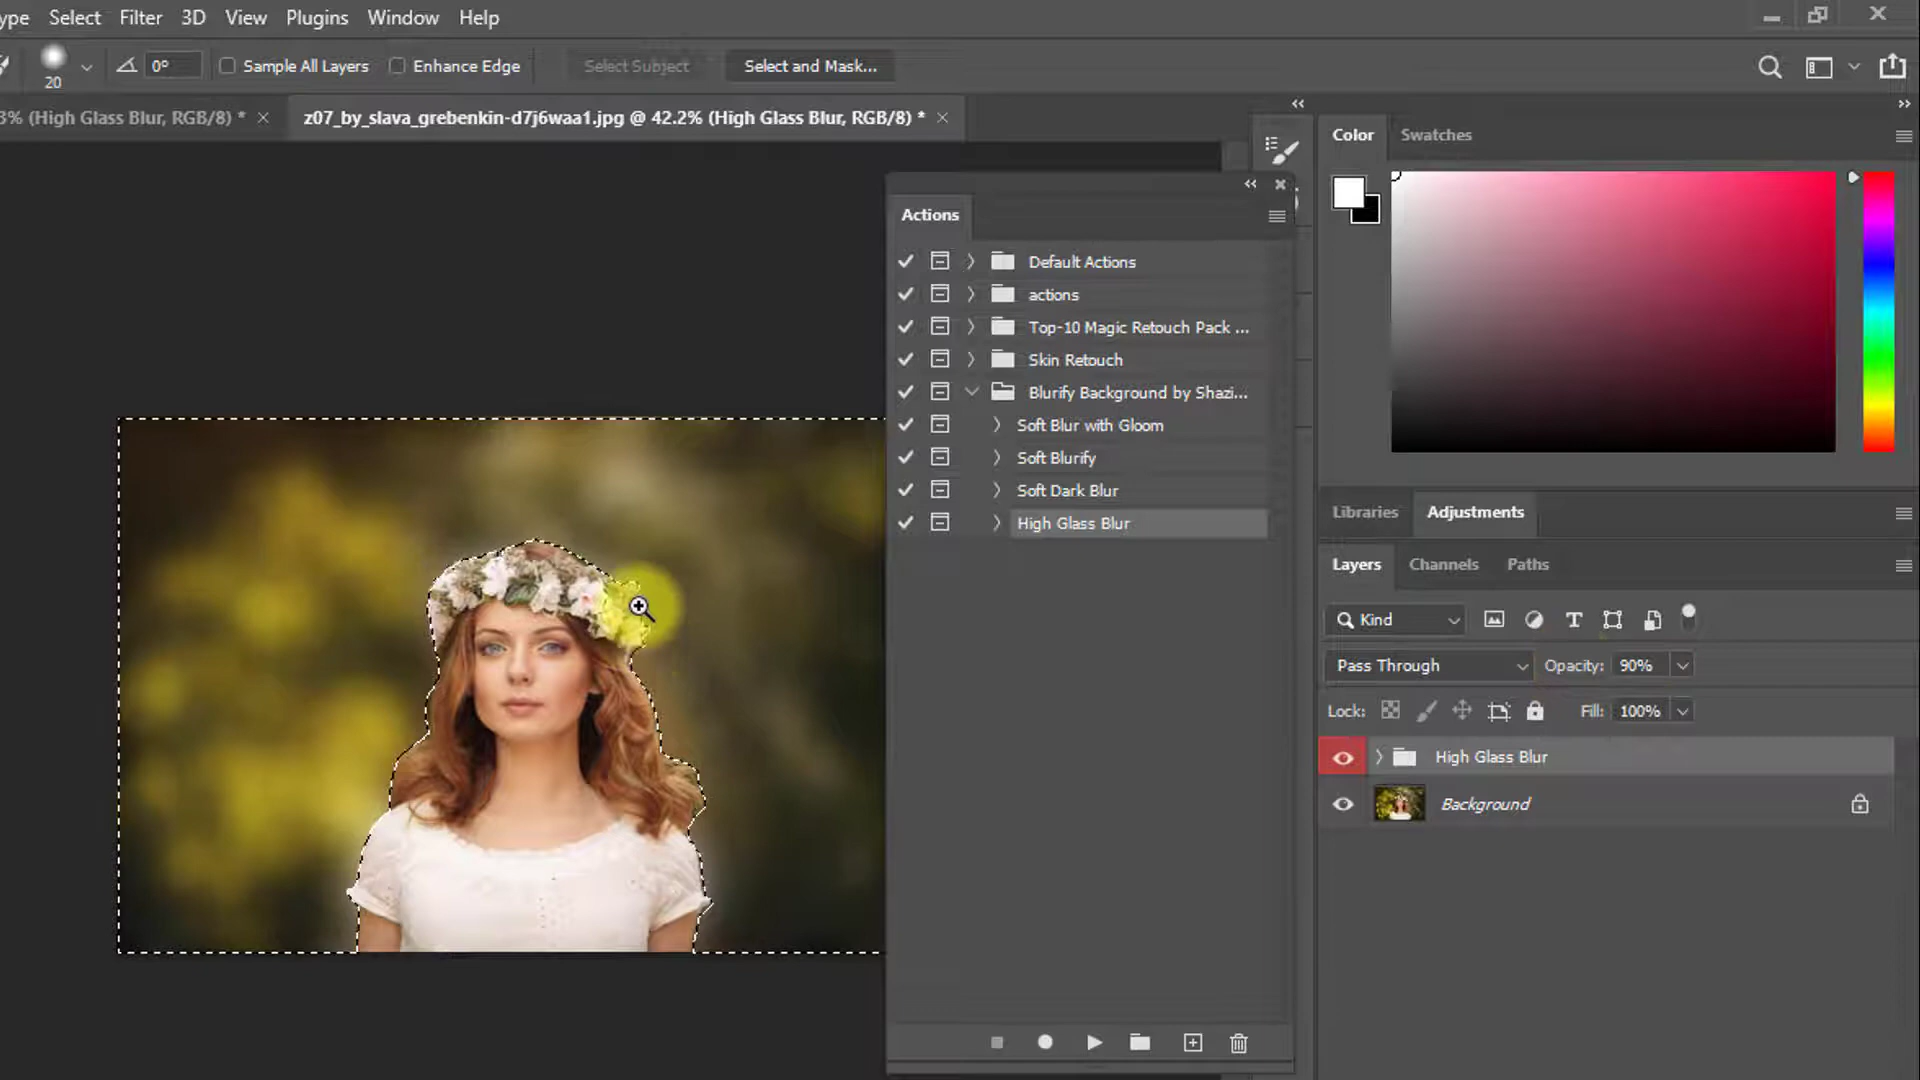 ype Select Filter 3D View Plugins Window Help
20 0° Sample All Layers Enhance Edge Select Subject Select and Mask...
3% (High Glass Blur, RGB/8) * z07_by_slava_grebenkin-d7j6waa1.jpg @ 42.2% (High Glass Blur, RGB/8) *
Actions
Default Actions
actions
Top-10 Magic Retouch Pack ...
Skin Retouch
Blurify Background by Shazi...
Soft Blur with Gloom
Soft Blurify
Soft Dark Blur
High Glass Blur
Color Swatches
Libraries Adjustments
Layers Channels Paths
Kind
Pass Through Opacity: 90%
Lock: Fill: 100%
High Glass Blur
Background